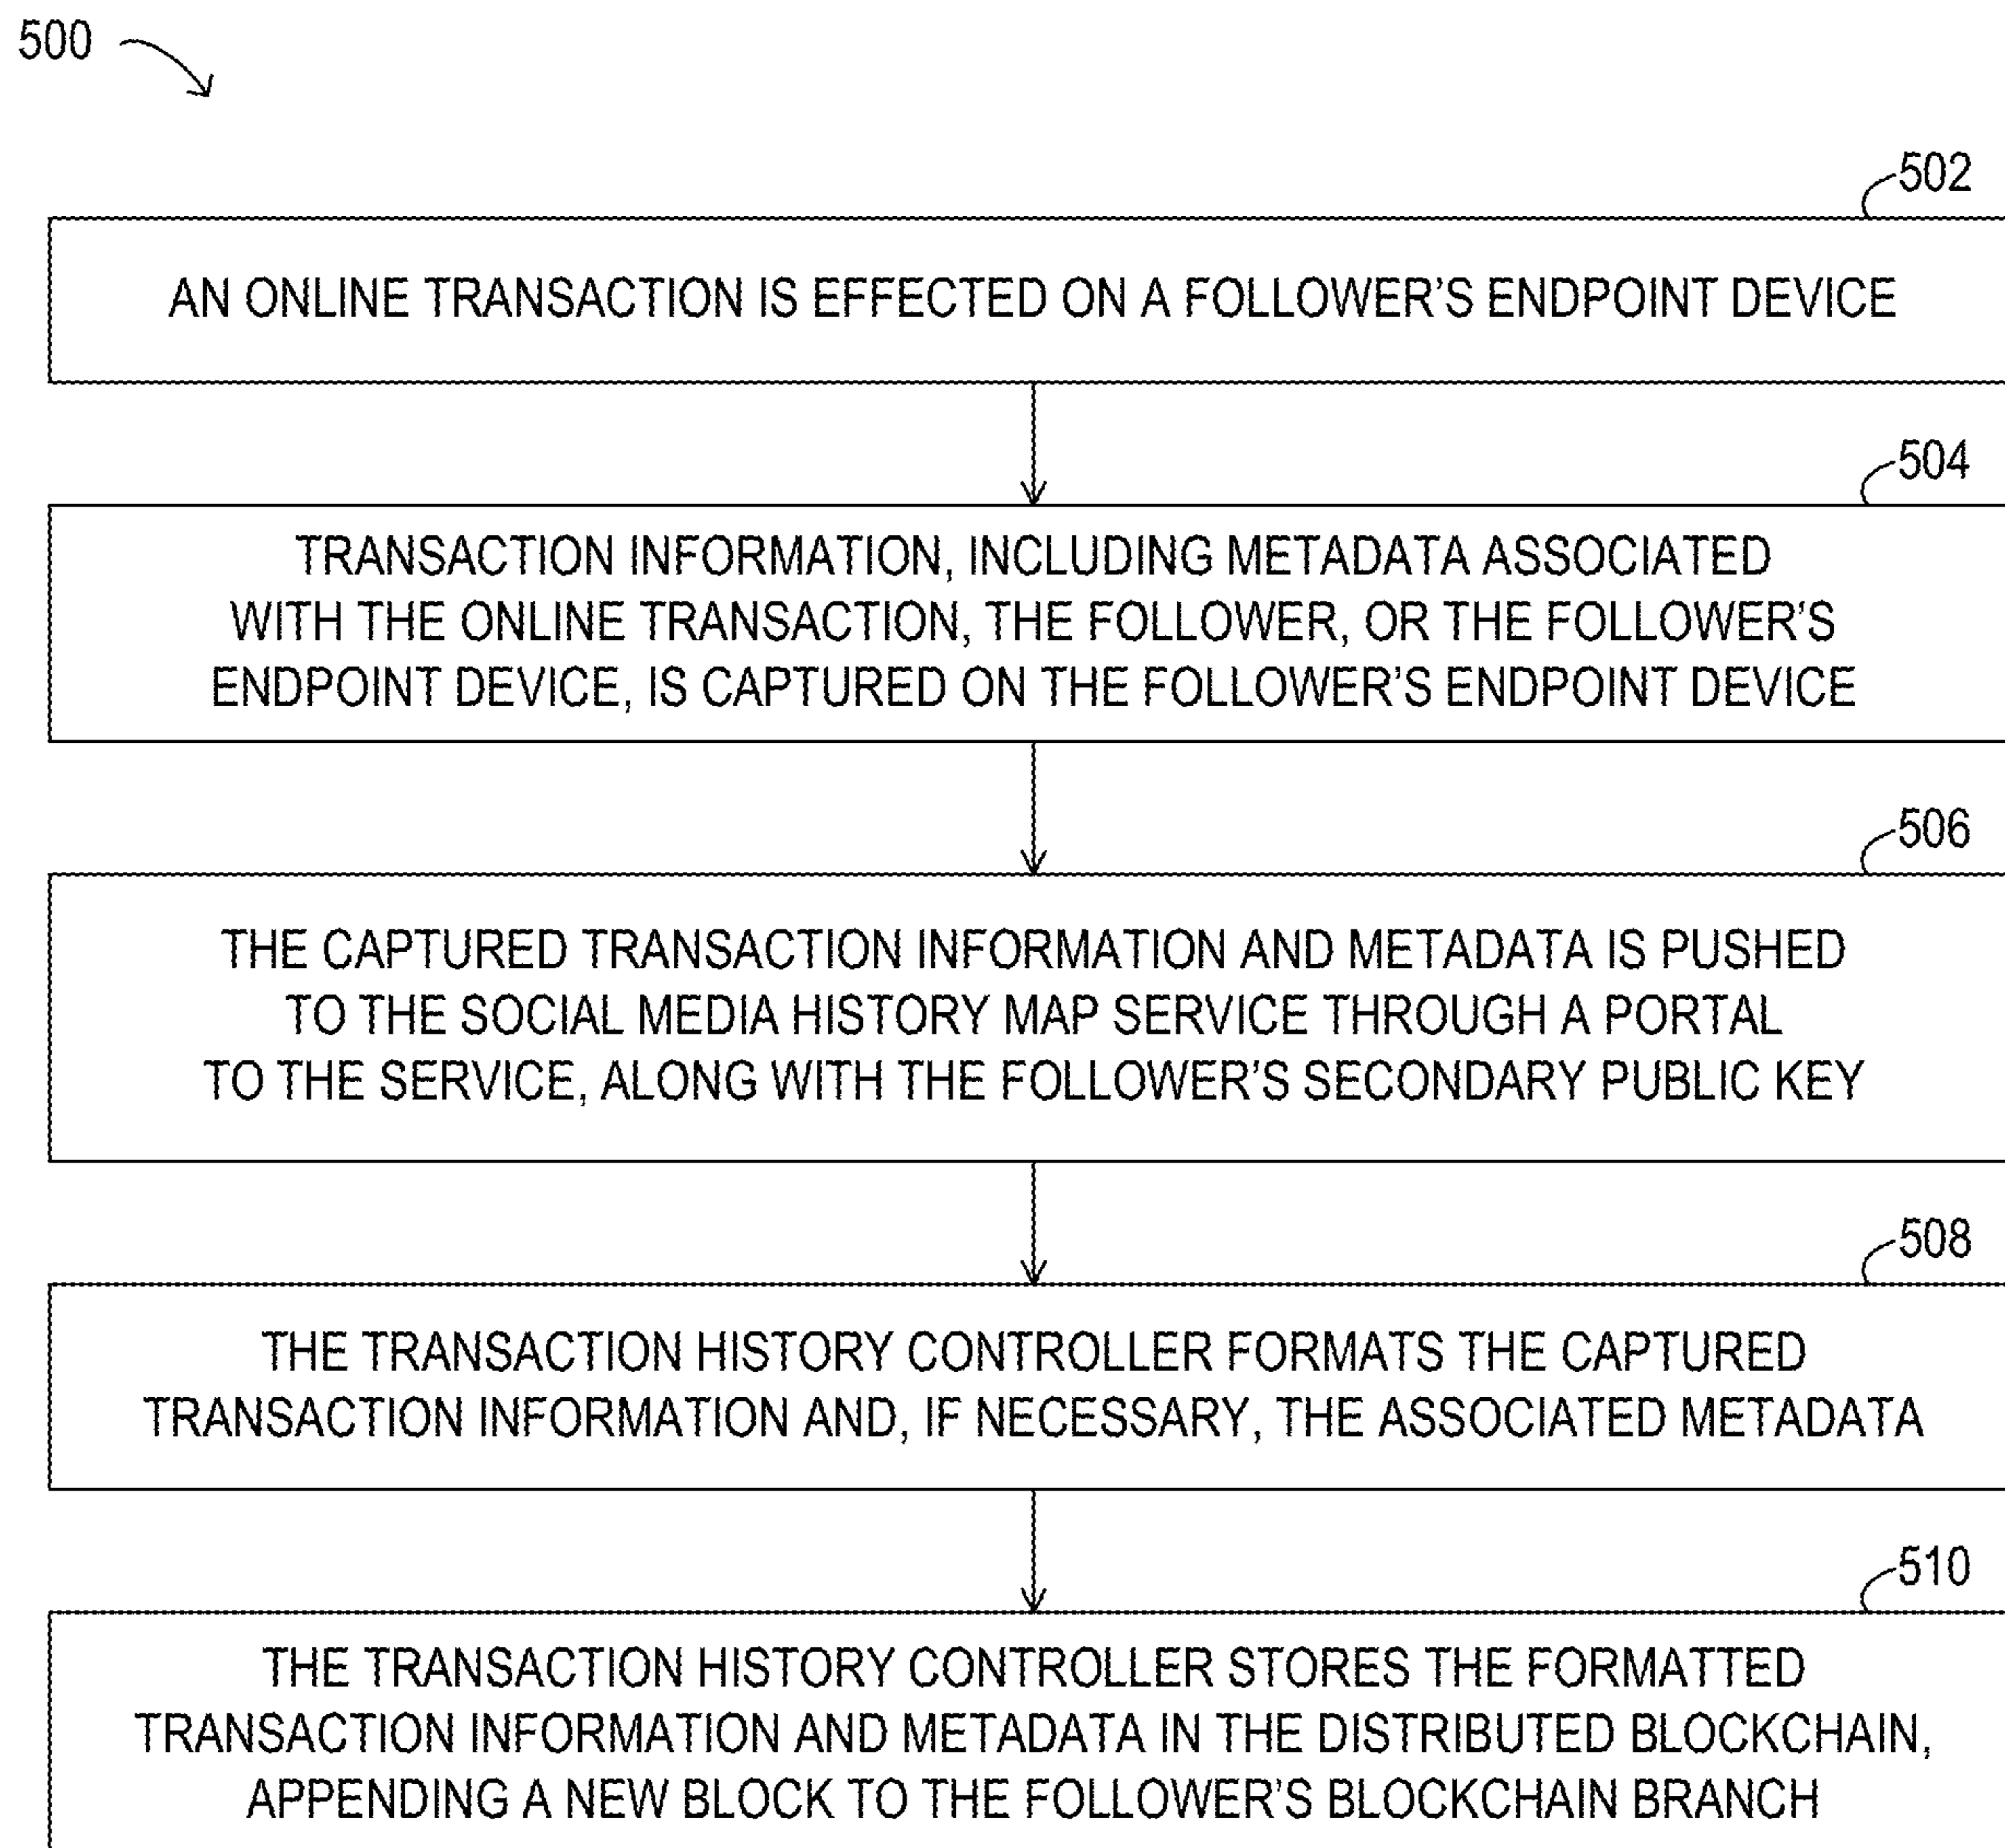 500
502
AN ONLINE TRANSACTION IS EFFECTED ON A FOLLOWER'S ENDPOINT DEVICE
504
TRANSACTION INFORMATION, INCLUDING METADATA ASSOCIATED
WITH THE ONLINE TRANSACTION, THE FOLLOWER, OR THE FOLLOWER'S
ENDPOINT DEVICE, IS CAPTURED ON THE FOLLOWER'S ENDPOINT DEVICE
506
THE CAPTURED TRANSACTION INFORMATION AND METADATA IS PUSHED
TO THE SOCIAL MEDIA HISTORY MAP SERVICE THROUGH A PORTAL
TO THE SERVICE, ALONG WITH THE FOLLOWER'S SECONDARY PUBLIC KEY
508
THE TRANSACTION HISTORY CONTROLLER FORMATS THE CAPTURED
TRANSACTION INFORMATION AND, IF NECESSARY, THE ASSOCIATED METADATA
510
THE TRANSACTION HISTORY CONTROLLER STORES THE FORMATTED
TRANSACTION INFORMATION AND METADATA IN THE DISTRIBUTED BLOCKCHAIN,
APPENDING A NEW BLOCK TO THE FOLLOWER'S BLOCKCHAIN BRANCH